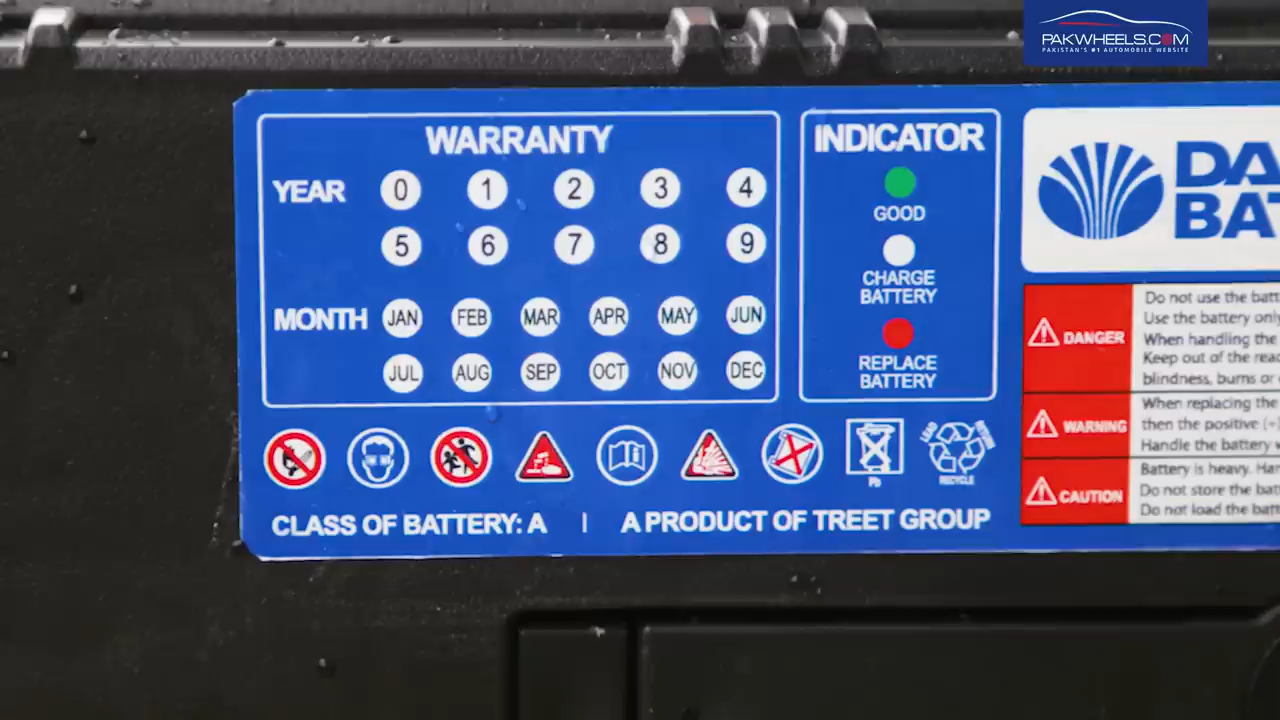 PAKWHEELS.COM
PAKISTAN'S #1 AUTOMOBILE WEBSITE
WARRANTY
YEAR 0 1 2 3 4
5 6 7 8 9
MONTH JAN FEB MAR APR MAY JUN
JUL AUG SEP OCT NOV DEC
INDICATOR
GOOD
CHARGE
BATTERY
REPLACE
BATTERY
DA
BAT
DANGER
Do not use the batt
Use the battery only
When handling the
Keep out of the rea
blindness, burns or
WARNING
When replacing the
then the positive (+)
Handle the battery w
CAUTION
Battery is heavy. Han
Do not store the bat
Do not load the batt
LEAD
RETURN
RECYCLE
Pb
CLASS OF BATTERY: A | A PRODUCT OF TREET GROUP